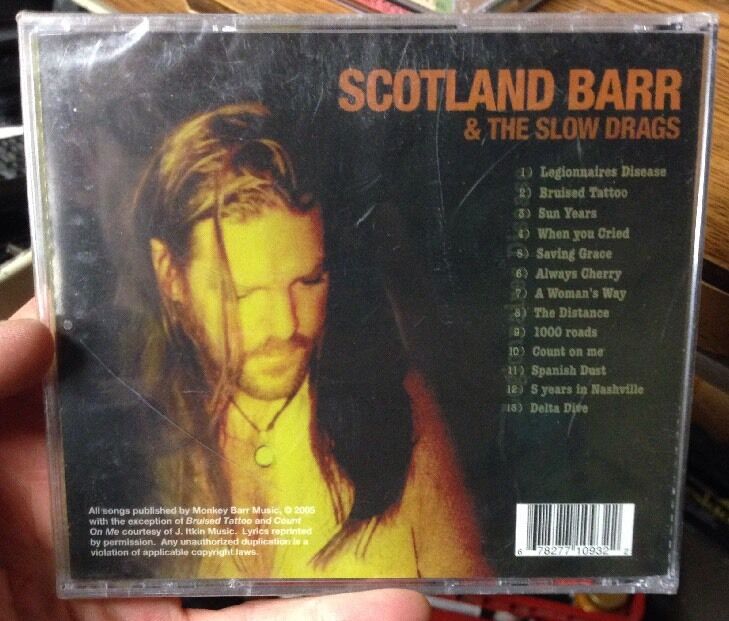 SCOTLAND BARR
& THE SLOW DRAGS
1) Legionnaires Disease
2) Bruised Tattoo
3) Sun Years
4) When you Cried
5) Saving Grace
6) Always Cherry
7) A Woman's Way
8) The Distance
9) 1000 roads
10) Count on me
11) Spanish Dust
12) 5 years in Nashville
13) Delta Dive
All songs published by Monkey Barr Music, © 2005
with the exception of Bruised Tattoo and Count
On Me courtesy of J. Itkin Music. Lyrics reprinted
by permission. Any unauthorized duplication is a
violation of applicable copyright laws.
6 78277 10932 2